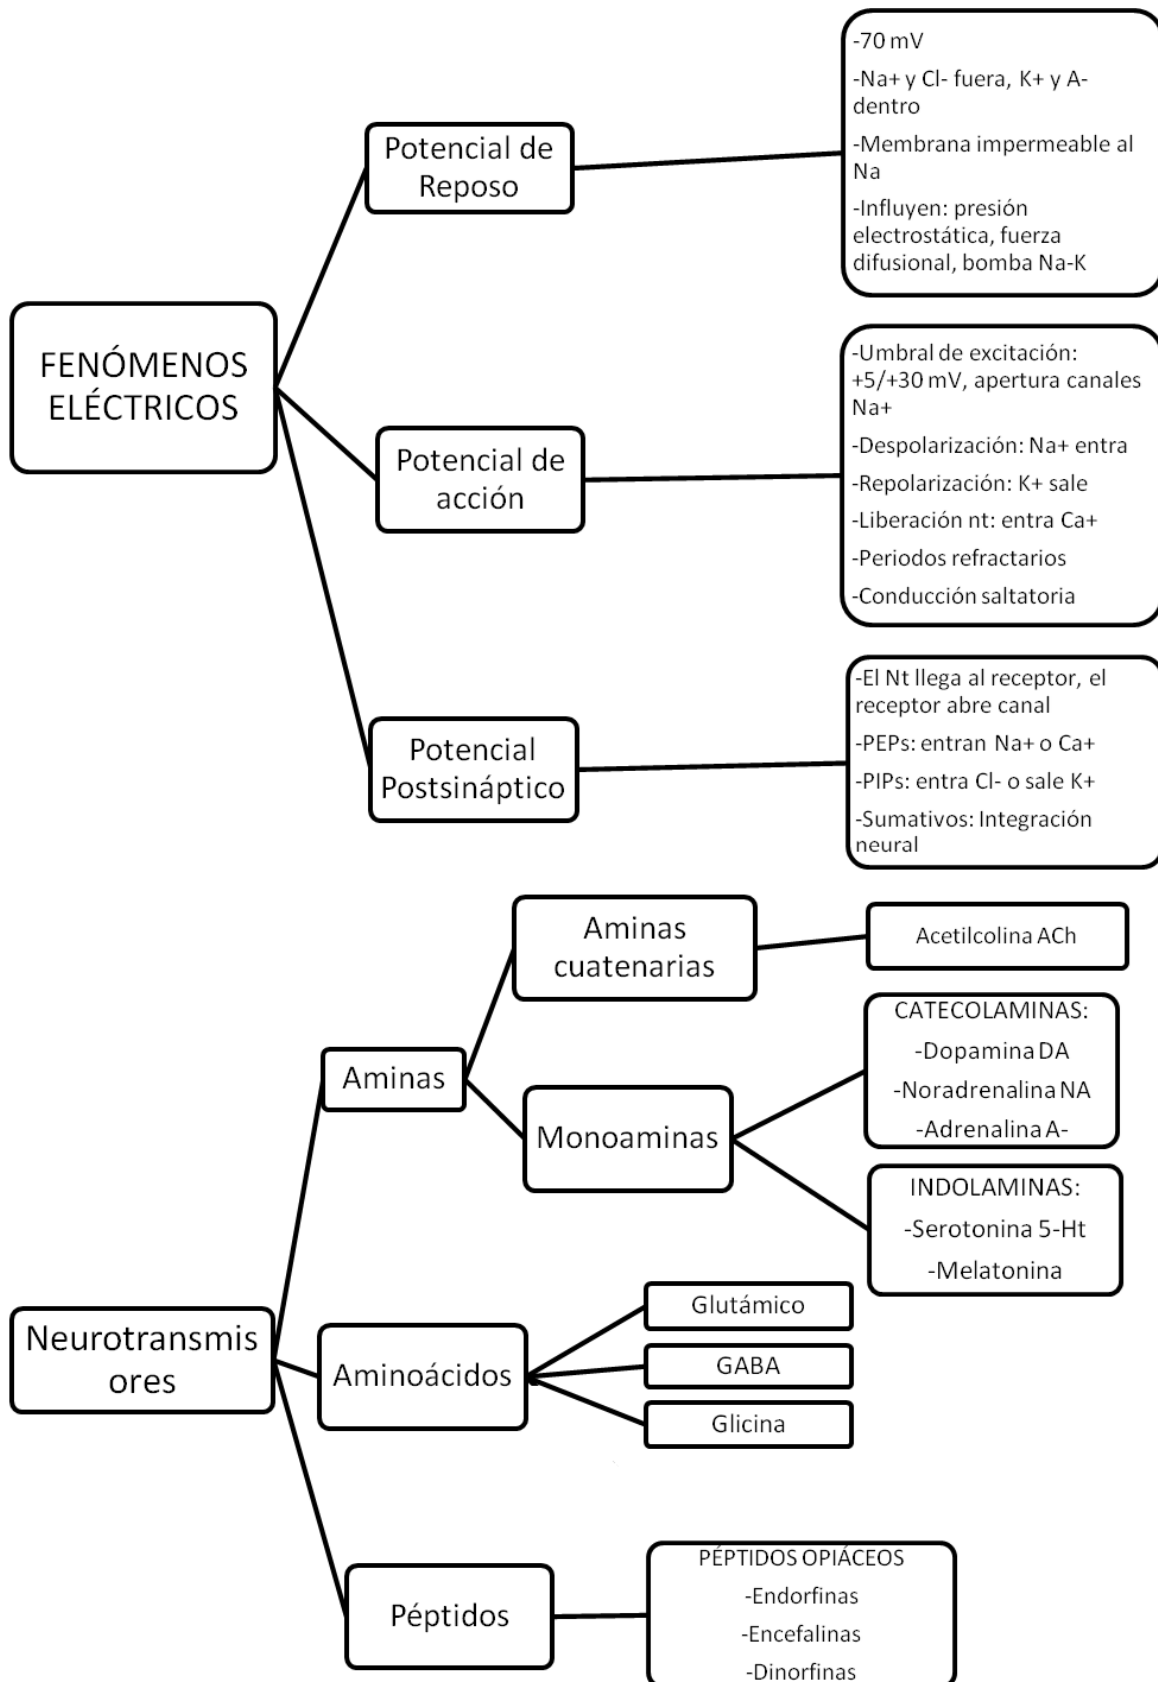 FENÓMENOS
ELÉCTRICOS
Potencial de
Reposo
-70 mV
-Na+ y Cl- fuera, K+ y A-
dentro
-Membrana impermeable al
Na
-Influyen: presión
electrostática, fuerza
difusional, bomba Na-K
Potencial de
acción
-Umbral de excitación:
+5/+30 mV, apertura canales
Na+
-Despolarización: Na+ entra
-Repolarización: K+ sale
-Liberación nt: entra Ca+
-Periodos refractarios
-Conducción saltatoria
Potencial
Postsináptico
-El Nt llega al receptor, el
receptor abre canal
-PEPs: entran Na+ o Ca+
-PIPs: entra Cl- o sale K+
-Sumativos: Integración
neural
Neurotransmis
ores
Aminas
Aminas
cuatenarias
Acetilcolina ACh
Monoaminas
CATECOLAMINAS:
-Dopamina DA
-Noradrenalina NA
-Adrenalina A-
INDOLAMINAS:
-Serotonina 5-Ht
-Melatonina
Aminoácidos
Glutámico
GABA
Glicina
Péptidos
PÉPTIDOS OPIÁCEOS
-Endorfinas
-Encefalinas
-Dinorfinas